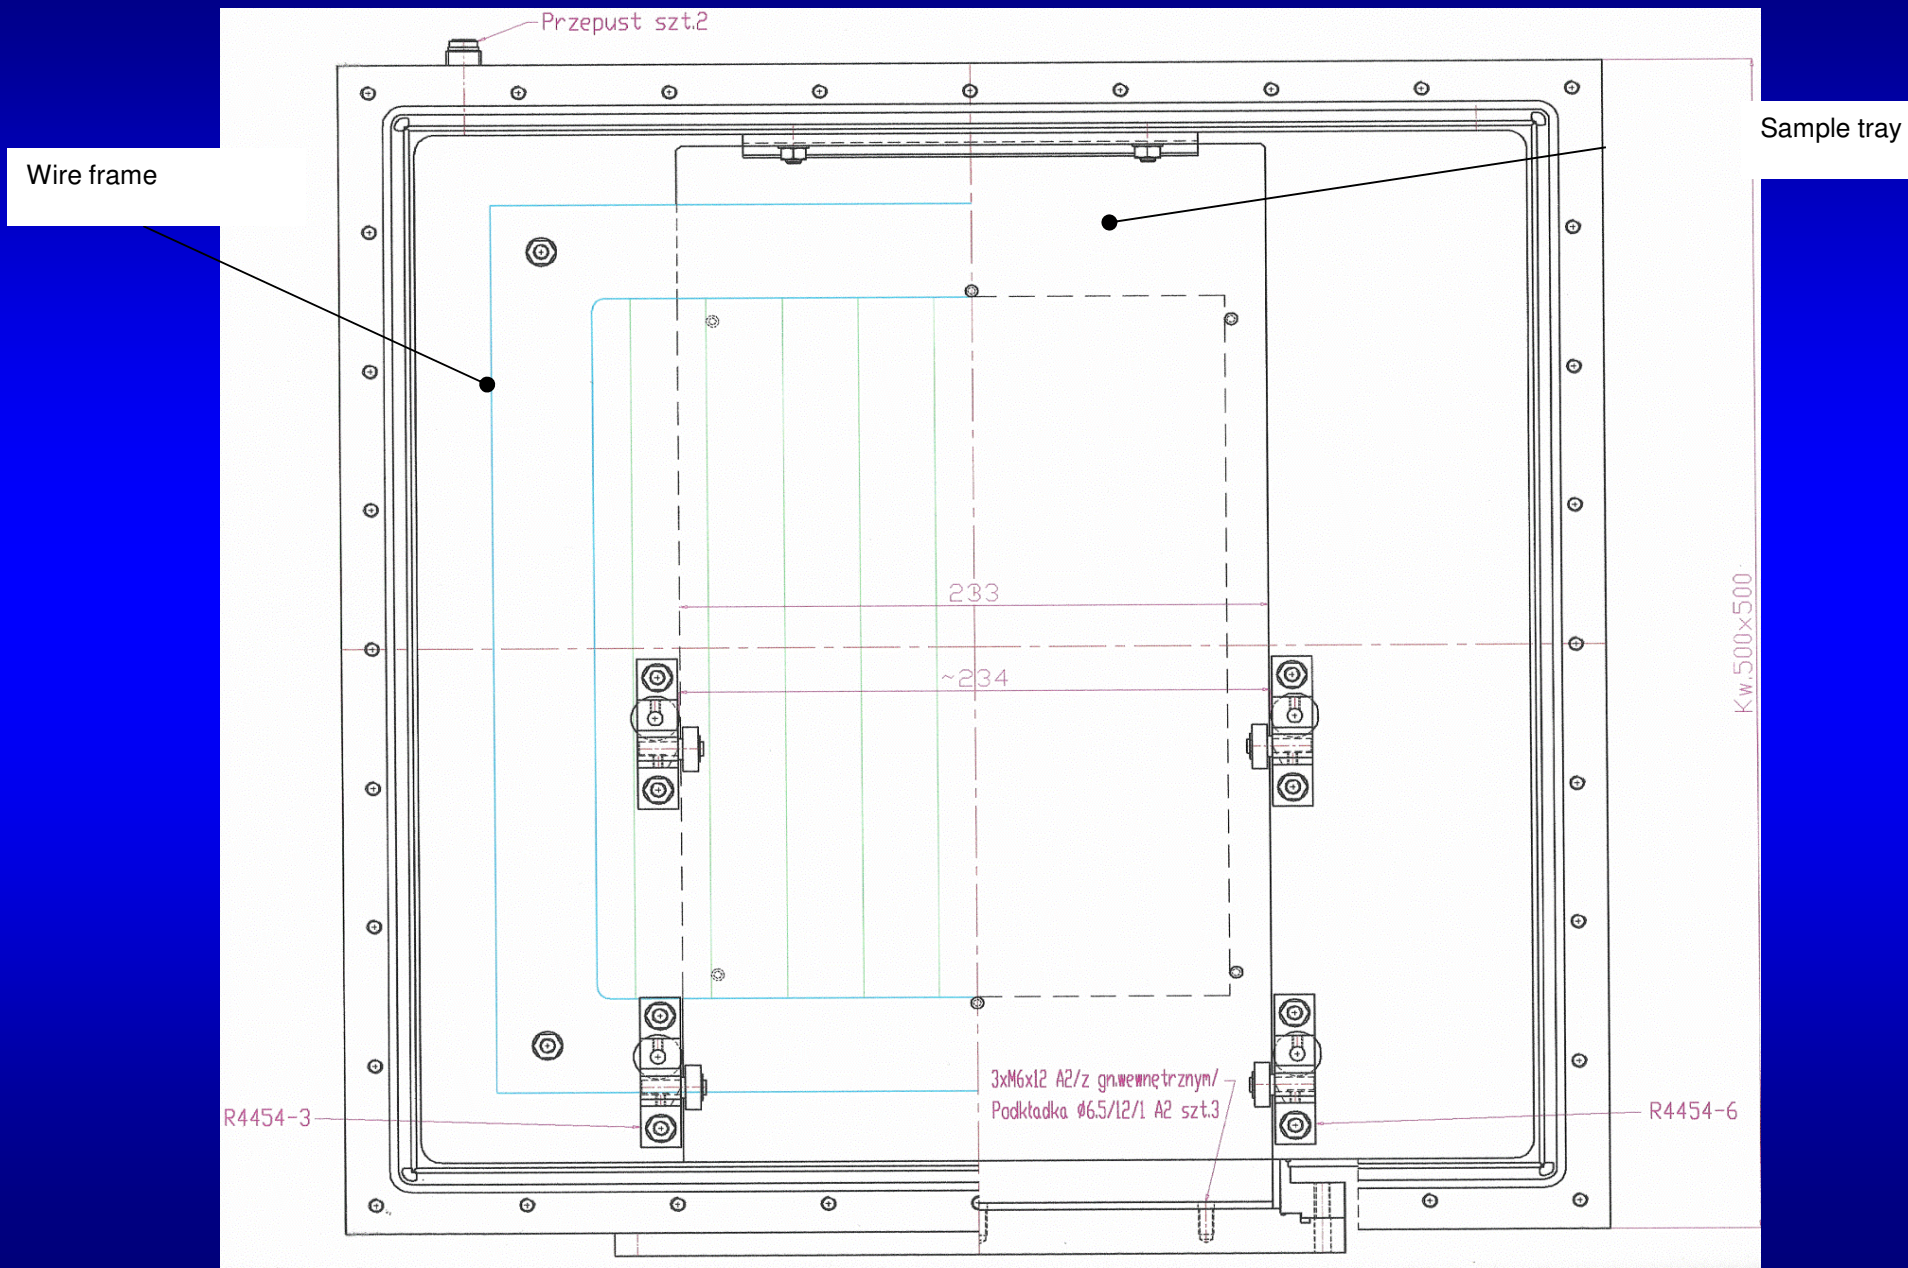 Przepust szt.2
Sample tray
Wire frame
233
~234
Kw.500x500
3xM6x12 A2/z gn.wewnętrznym/
Podkładka Ø6.5/12/1 A2 szt.3
R4454-3
R4454-6